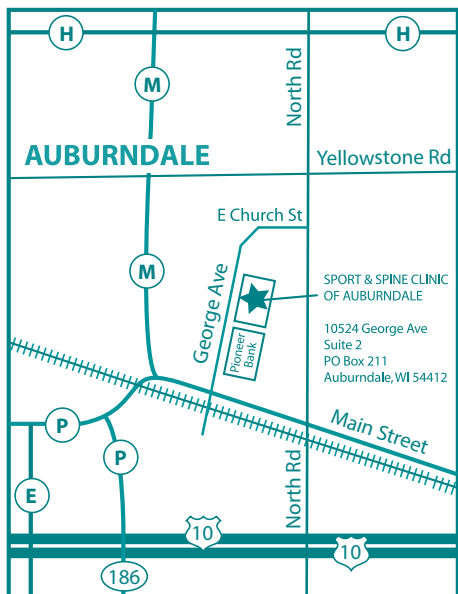 H
H
M
North Rd
AUBURNDALE
Yellowstone Rd
E Church St
M
George Ave
SPORT & SPINE CLINIC
OF AUBURNDALE
Pioneer
Bank
10524 George Ave
Suite 2
PO Box 211
Auburndale, WI 54412
Main Street
P
P
North Rd
E
10
10
186